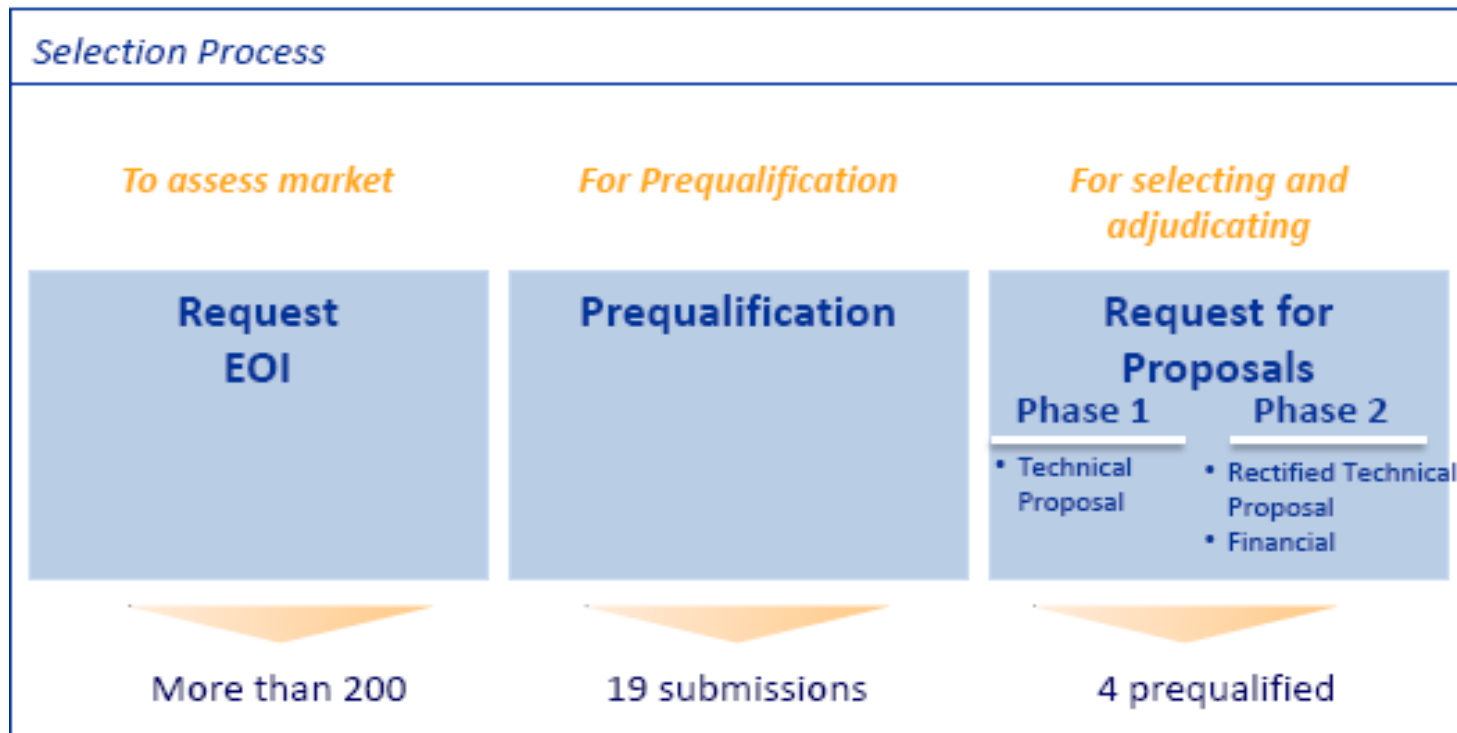 Selection Process
To assess market
For Prequalification
For selecting and
adjudicating
Request
EOI
Prequalification
Request for
Proposals
Phase 1
• Technical
Proposal
Phase 2
• Rectified Technical
Proposal
• Financial
More than 200
19 submissions
4 prequalified